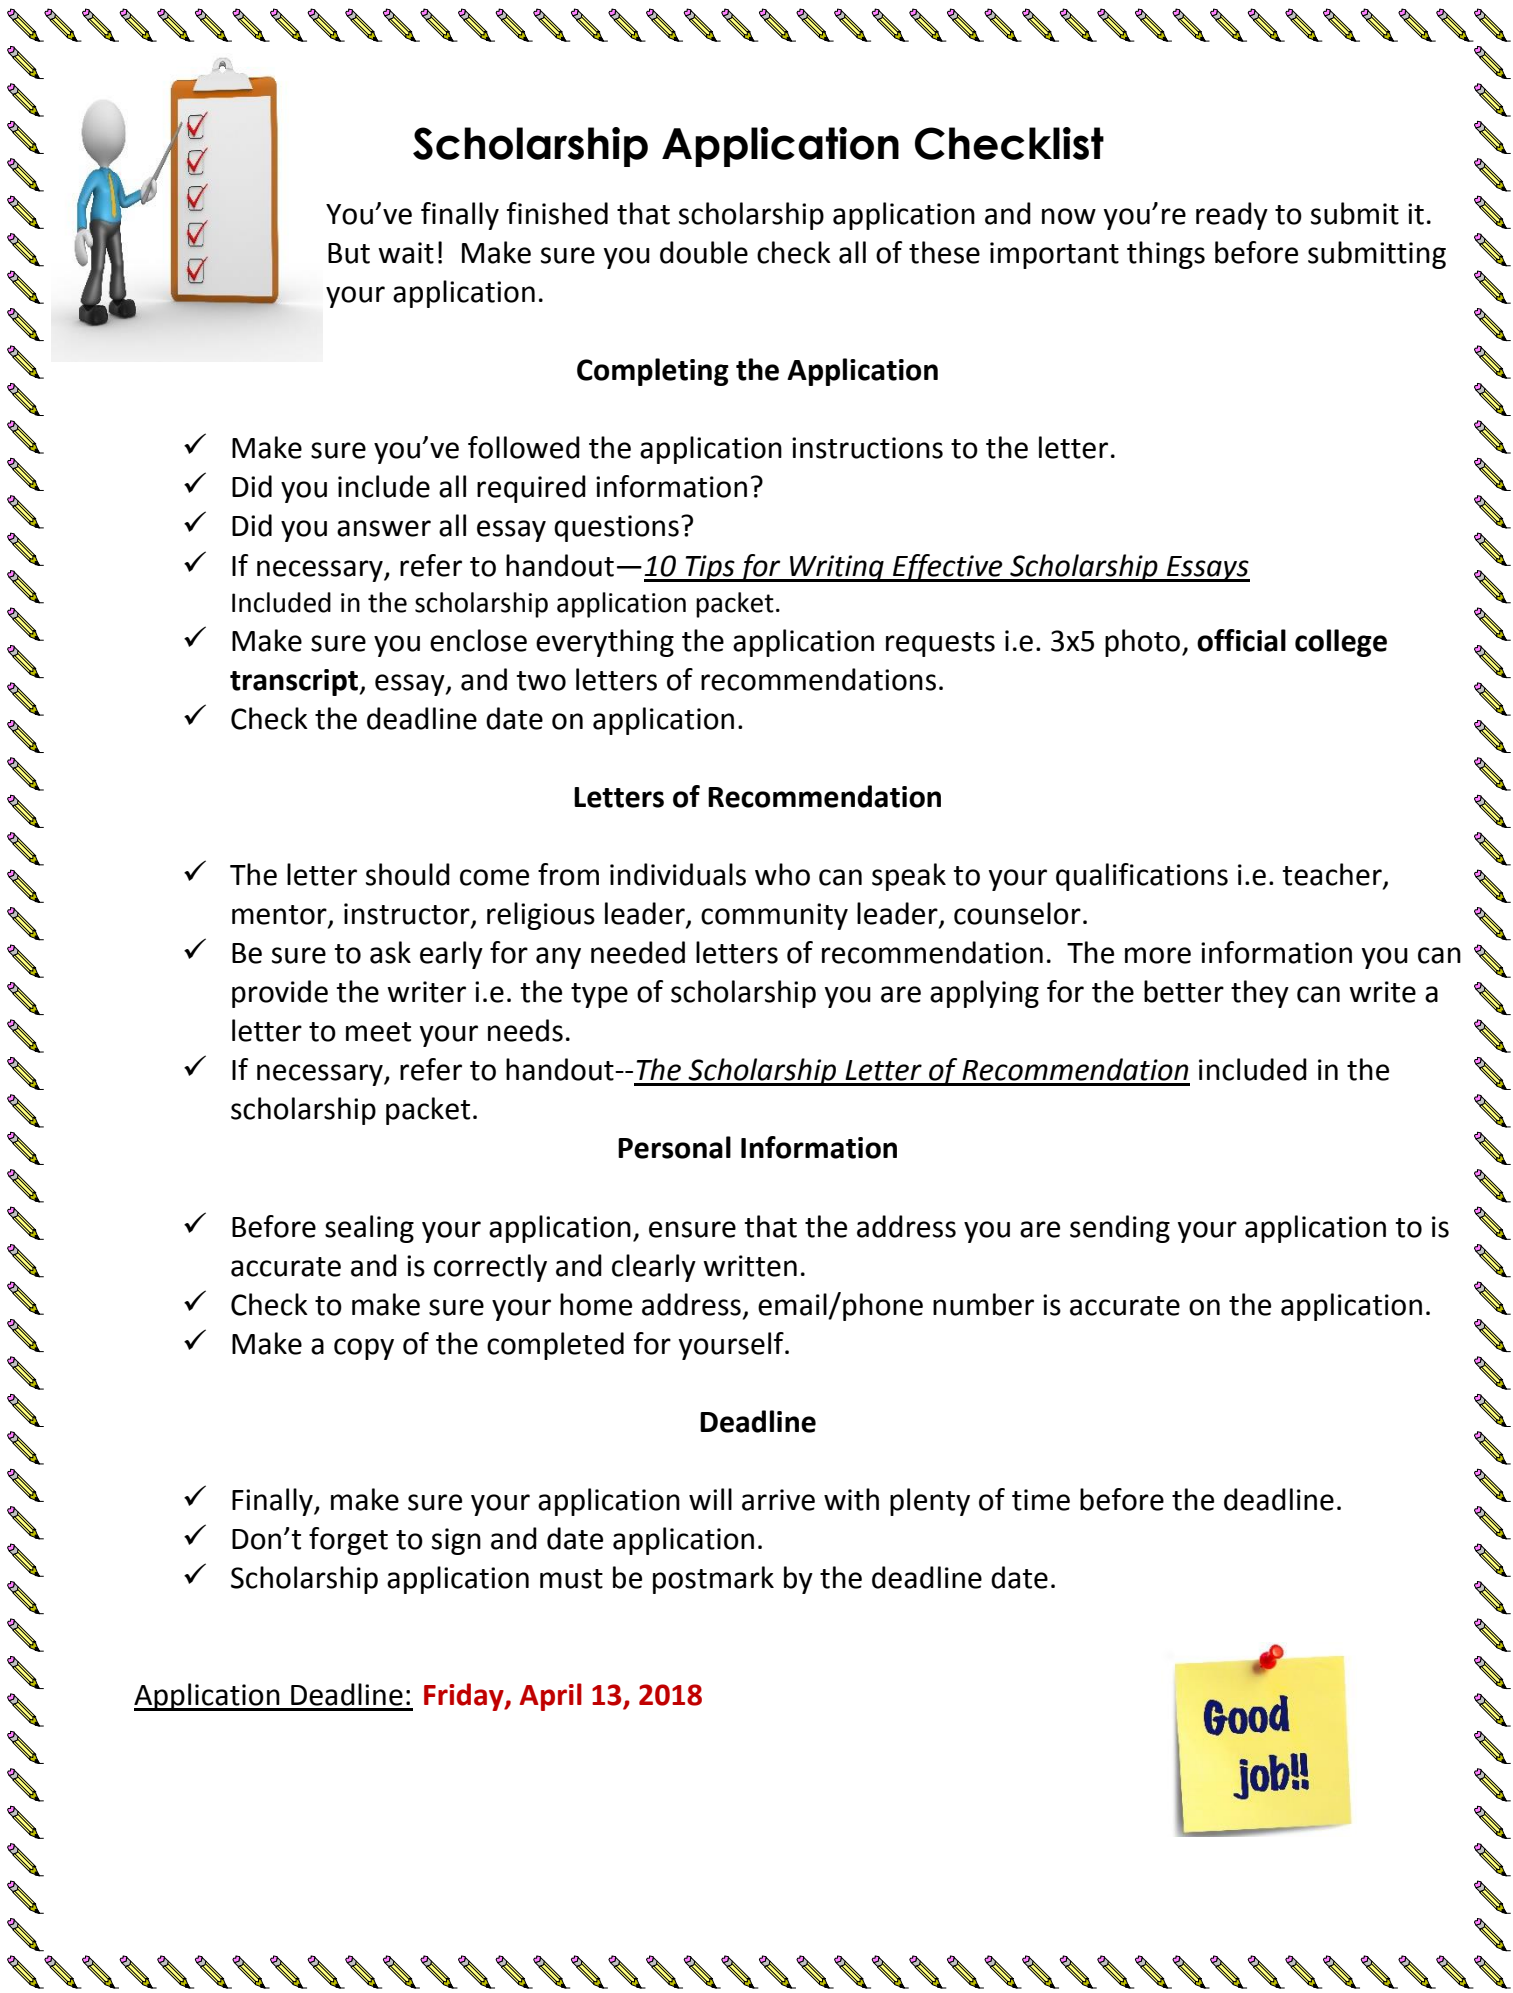 Scholarship Application Checklist
You’ve finally finished that scholarship application and now you’re ready to submit it.
But wait!  Make sure you double check all of these important things before submitting
your application.
Completing the Application
✓ Make sure you’ve followed the application instructions to the letter.
✓ Did you include all required information?
✓ Did you answer all essay questions?
✓ If necessary, refer to handout—10 Tips for Writing Effective Scholarship Essays
Included in the scholarship application packet.
✓ Make sure you enclose everything the application requests i.e. 3x5 photo, official college
transcript, essay, and two letters of recommendations.
✓ Check the deadline date on application.
Letters of Recommendation
✓ The letter should come from individuals who can speak to your qualifications i.e. teacher,
mentor, instructor, religious leader, community leader, counselor.
✓ Be sure to ask early for any needed letters of recommendation.  The more information you can
provide the writer i.e. the type of scholarship you are applying for the better they can write a
letter to meet your needs.
✓ If necessary, refer to handout--The Scholarship Letter of Recommendation included in the
scholarship packet.
Personal Information
✓ Before sealing your application, ensure that the address you are sending your application to is
accurate and is correctly and clearly written.
✓ Check to make sure your home address, email/phone number is accurate on the application.
✓ Make a copy of the completed for yourself.
Deadline
✓ Finally, make sure your application will arrive with plenty of time before the deadline.
✓ Don’t forget to sign and date application.
✓ Scholarship application must be postmark by the deadline date.
Application Deadline: Friday, April 13, 2018
Good
job!!